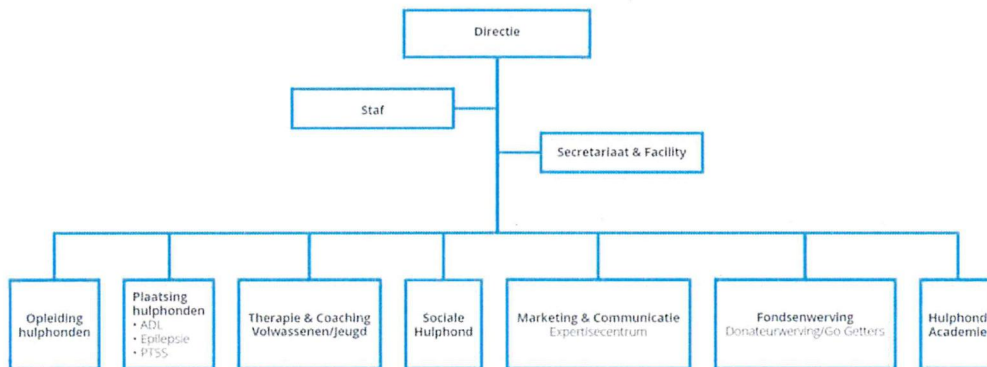 Directie
Staf
Secretariaat & Facility
Opleiding
hulphonden
Plaatsing
hulphonden
• ADL
• Epilepsie
• PTSS
Therapie & Coaching
Volwassenen/Jeugd
Sociale
Hulphond
Marketing & Communicatie
Expertisecentrum
Fondsenwerving
Donateurwerving/Go Getters
Hulphond
Academie